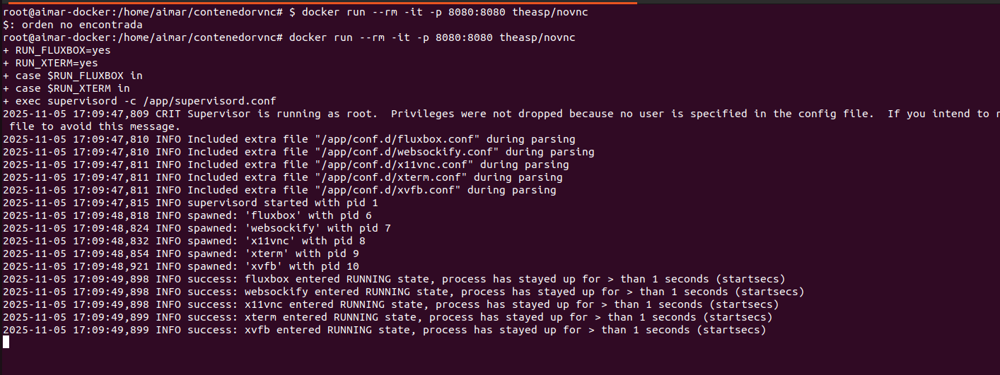 root@aimar-docker:/home/aimar/contenedorvnc# $ docker run --rm -it -p 8080:8080 theasp/novnc
$: orden no encontrada
root@aimar-docker:/home/aimar/contenedorvnc# docker run --rm -it -p 8080:8080 theasp/novnc
+ RUN_FLUXBOX=yes
+ RUN_XTERM=yes
+ case $RUN_FLUXBOX in
+ case $RUN_XTERM in
+ exec supervisord -c /app/supervisord.conf
2025-11-05 17:09:47,809 CRIT Supervisor is running as root.  Privileges were not dropped because no user is specified in the config file.  If you intend to
 file to avoid this message.
2025-11-05 17:09:47,810 INFO Included extra file "/app/conf.d/fluxbox.conf" during parsing
2025-11-05 17:09:47,810 INFO Included extra file "/app/conf.d/websockify.conf" during parsing
2025-11-05 17:09:47,811 INFO Included extra file "/app/conf.d/x11vnc.conf" during parsing
2025-11-05 17:09:47,811 INFO Included extra file "/app/conf.d/xterm.conf" during parsing
2025-11-05 17:09:47,811 INFO Included extra file "/app/conf.d/xvfb.conf" during parsing
2025-11-05 17:09:47,815 INFO supervisord started with pid 1
2025-11-05 17:09:48,818 INFO spawned: 'fluxbox' with pid 6
2025-11-05 17:09:48,824 INFO spawned: 'websockify' with pid 7
2025-11-05 17:09:48,832 INFO spawned: 'x11vnc' with pid 8
2025-11-05 17:09:48,854 INFO spawned: 'xterm' with pid 9
2025-11-05 17:09:48,921 INFO spawned: 'xvfb' with pid 10
2025-11-05 17:09:49,898 INFO success: fluxbox entered RUNNING state, process has stayed up for > than 1 seconds (startsecs)
2025-11-05 17:09:49,898 INFO success: websockify entered RUNNING state, process has stayed up for > than 1 seconds (startsecs)
2025-11-05 17:09:49,898 INFO success: x11vnc entered RUNNING state, process has stayed up for > than 1 seconds (startsecs)
2025-11-05 17:09:49,899 INFO success: xterm entered RUNNING state, process has stayed up for > than 1 seconds (startsecs)
2025-11-05 17:09:49,899 INFO success: xvfb entered RUNNING state, process has stayed up for > than 1 seconds (startsecs)